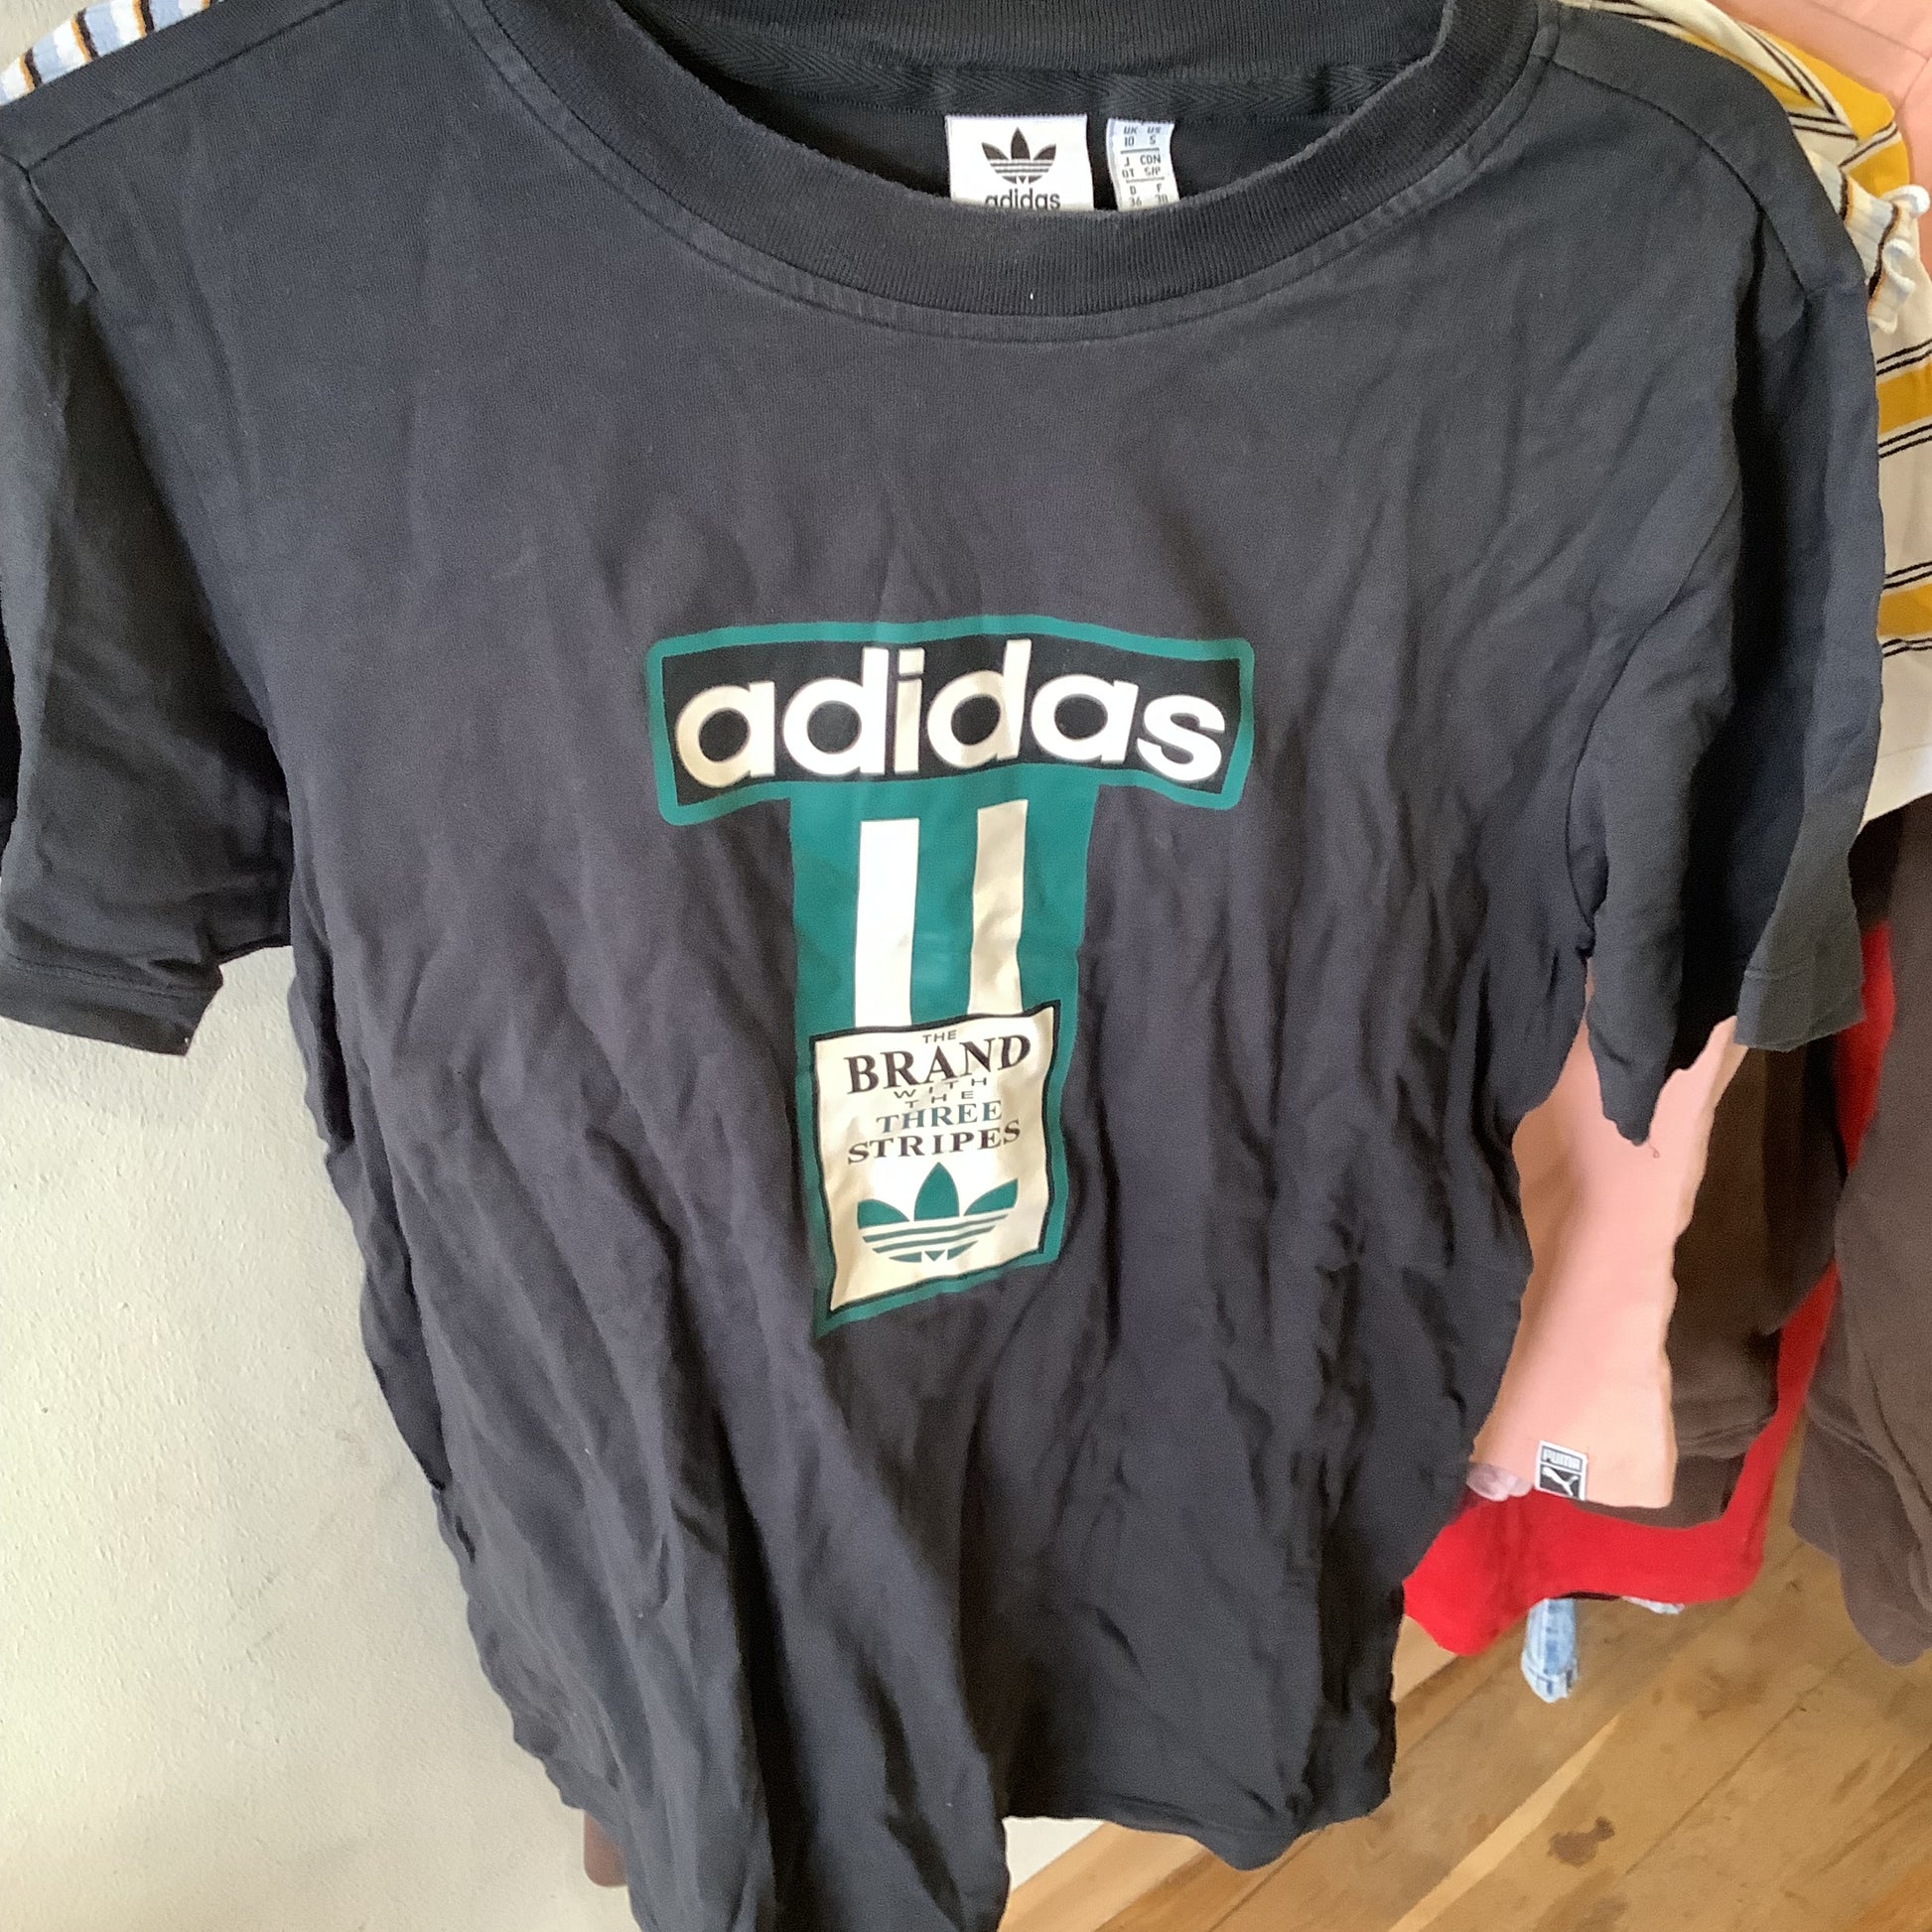 adidas
UK US
10 S
J CDN
OT S/P
D F
36 38
adidas
THE
BRAND
WITH
THE
THREE
STRIPES
PUMA